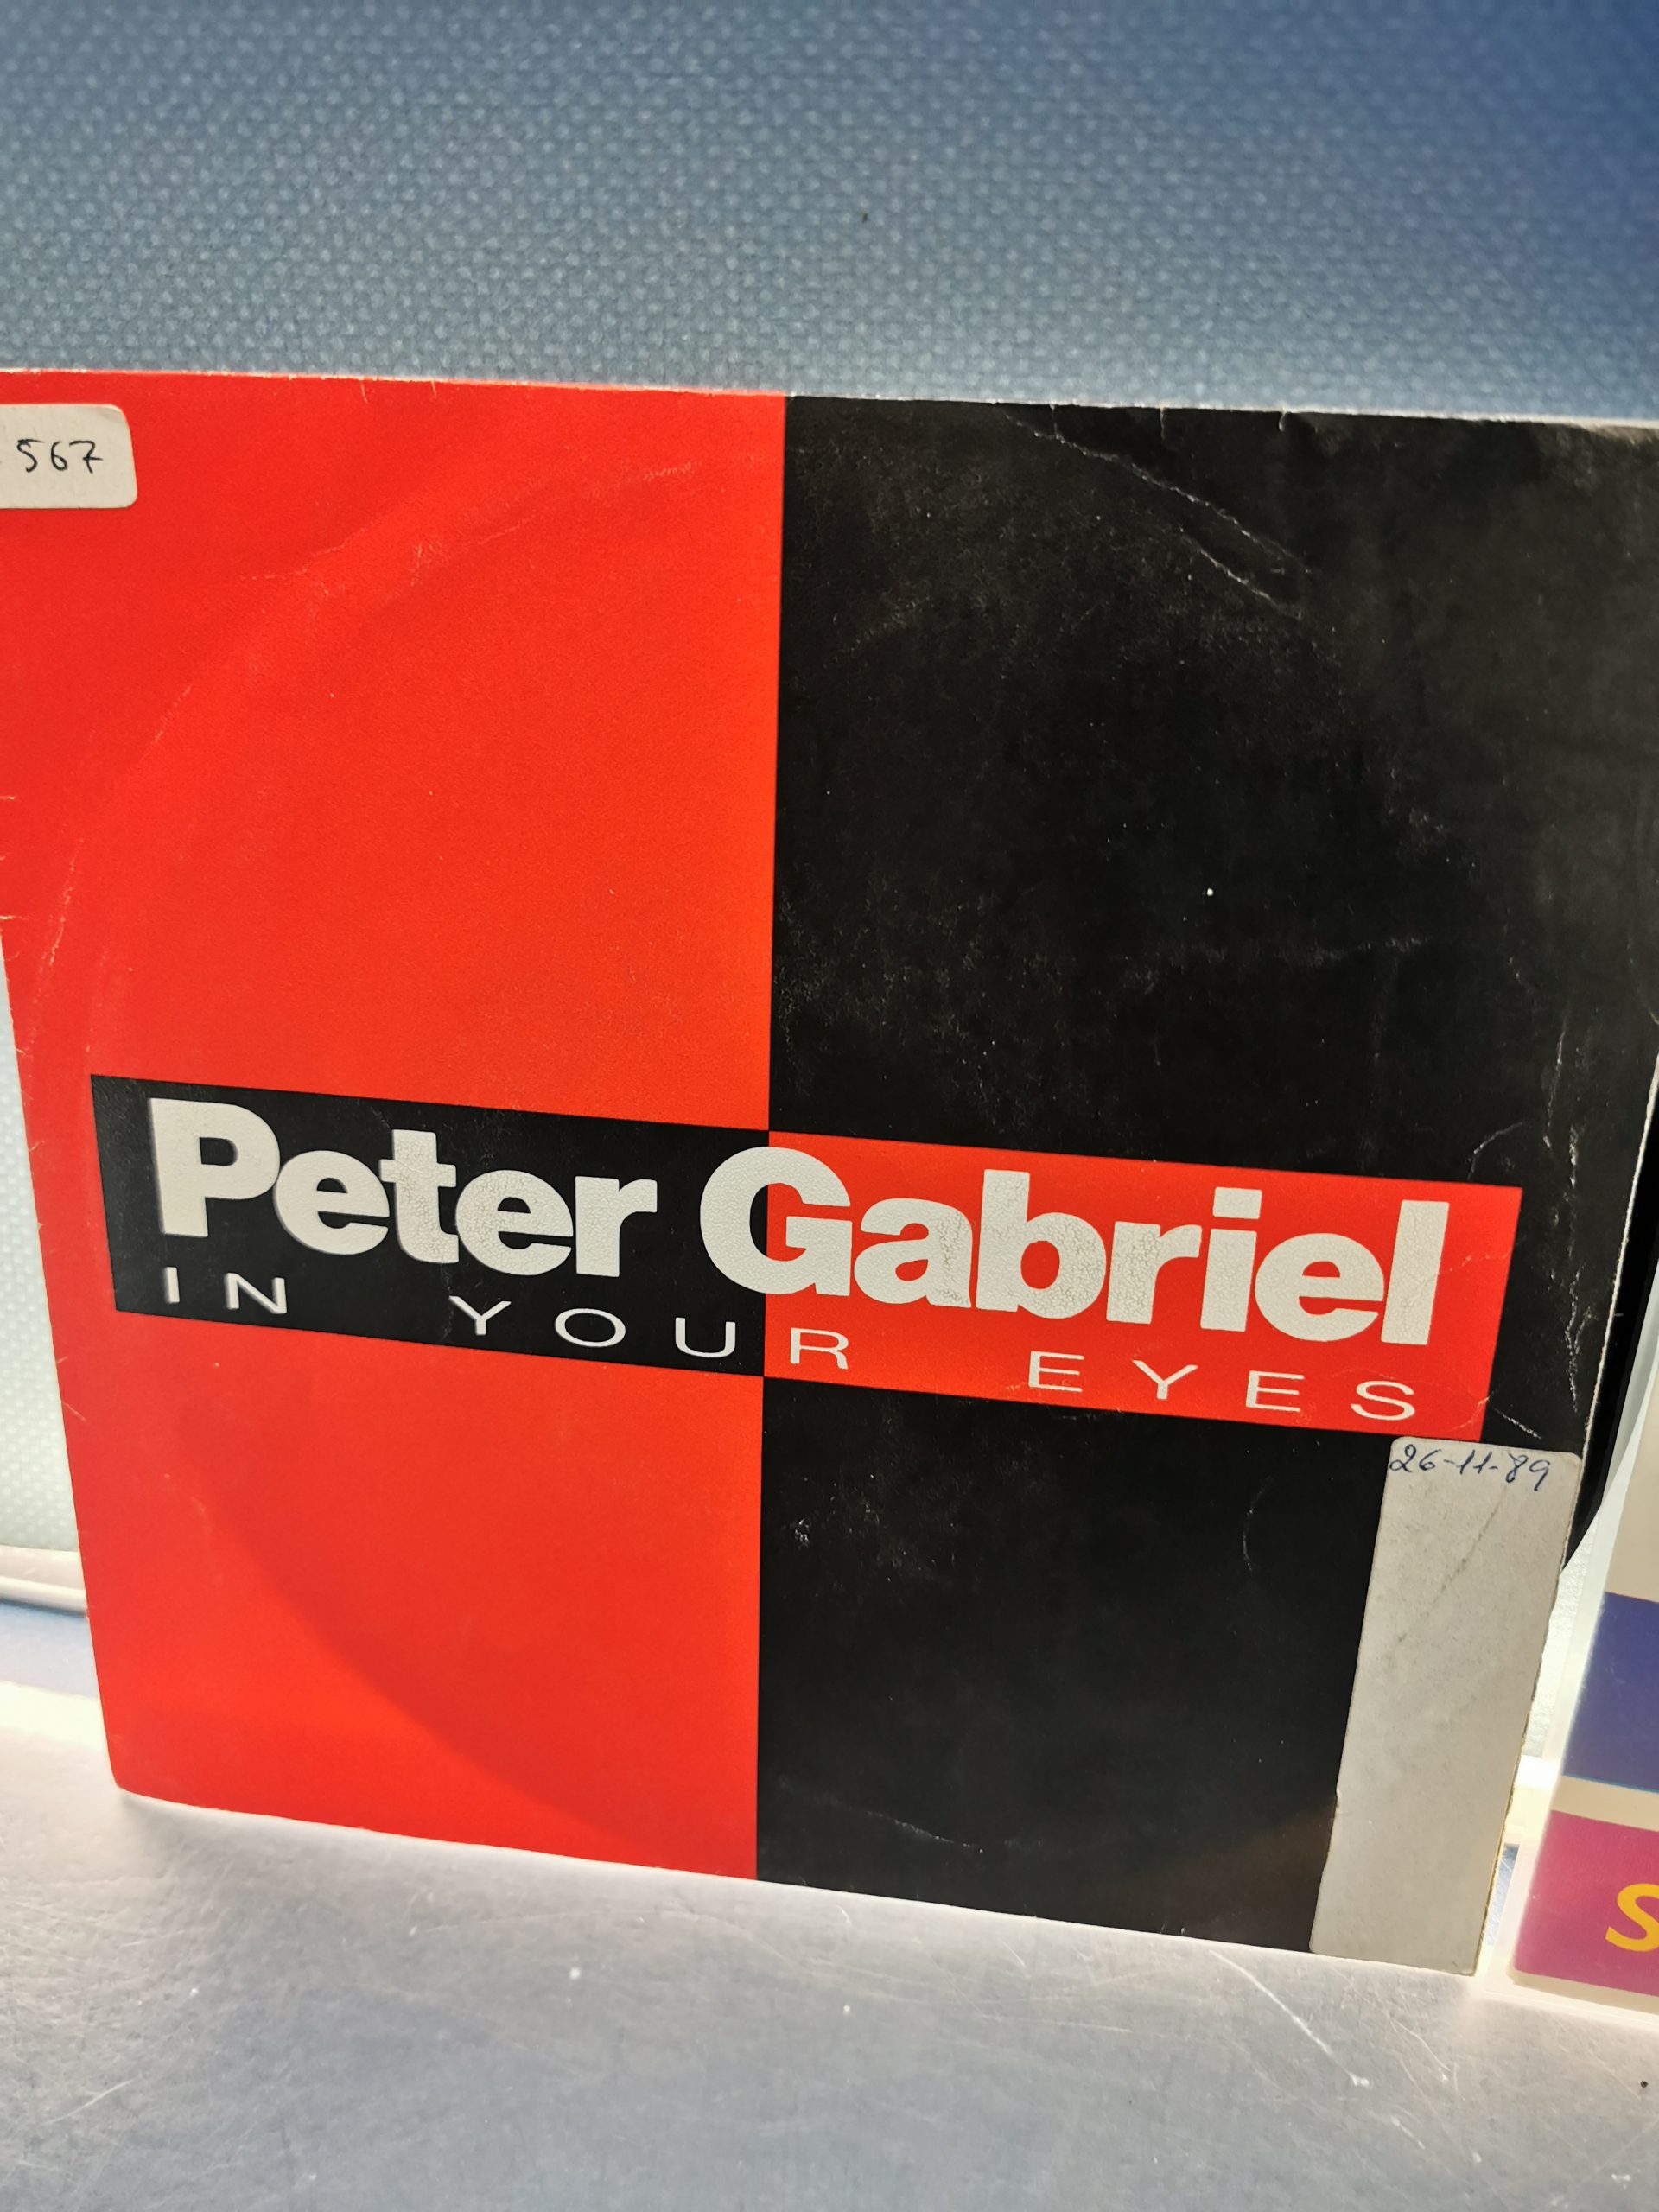 567
Peter Gabriel
IN YOUR EYES
26-11-89
S